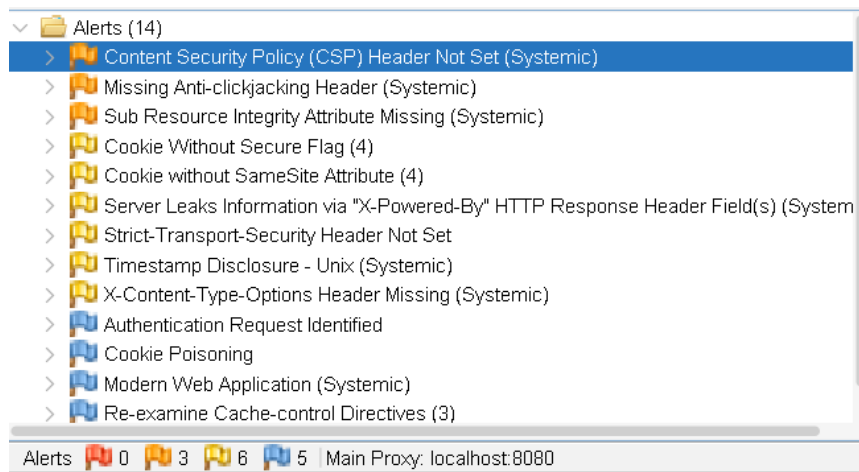 Alerts (14)
Content Security Policy (CSP) Header Not Set (Systemic)
Missing Anti-clickjacking Header (Systemic)
Sub Resource Integrity Attribute Missing (Systemic)
Cookie Without Secure Flag (4)
Cookie without SameSite Attribute (4)
Server Leaks Information via "X-Powered-By" HTTP Response Header Field(s) (System
Strict-Transport-Security Header Not Set
Timestamp Disclosure - Unix (Systemic)
X-Content-Type-Options Header Missing (Systemic)
Authentication Request Identified
Cookie Poisoning
Modern Web Application (Systemic)
Re-examine Cache-control Directives (3)
Alerts 0 3 6 5 Main Proxy: localhost:8080